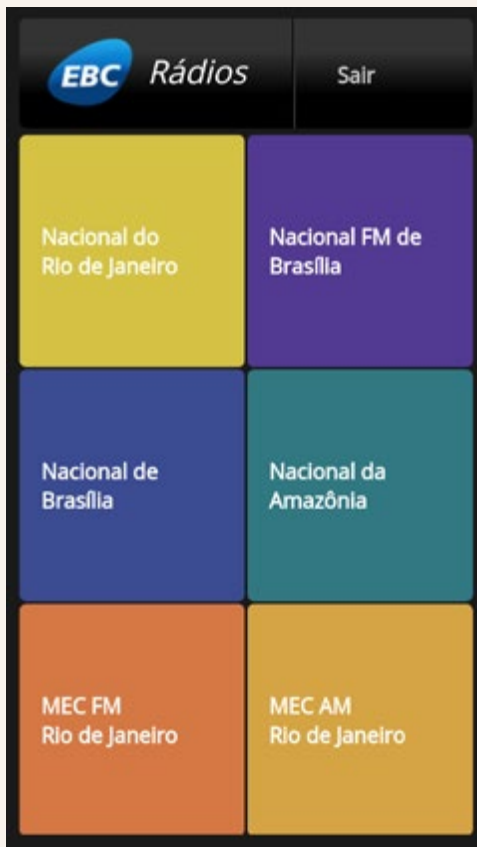 EBC Rádios Sair
Nacional do
Rio de Janeiro
Nacional FM de
Brasília
Nacional de
Brasília
Nacional da
Amazônia
MEC FM
Rio de Janeiro
MEC AM
Rio de Janeiro